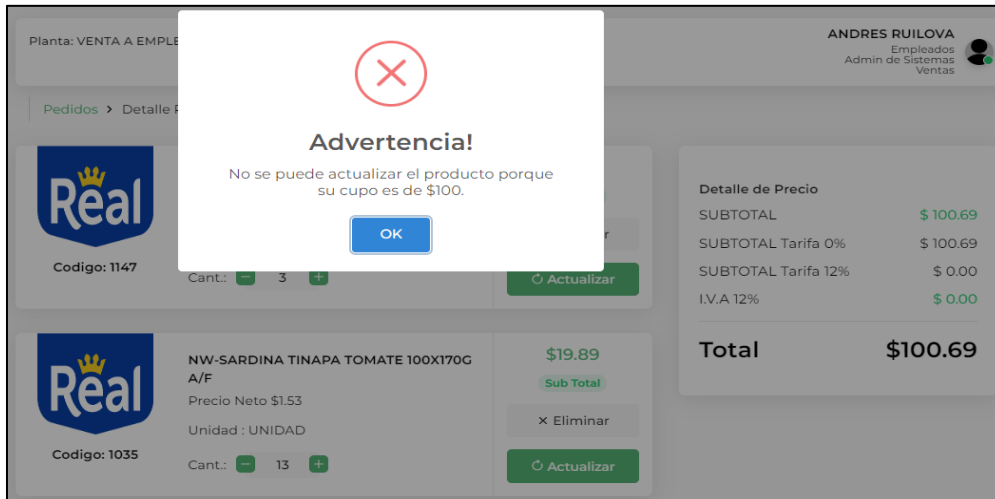 Planta: VENTA A EMPLE
ANDRES RUILOVA
Empleados
Admin de Sistemas
Ventas
Pedidos > Detalle
Advertencia!
No se puede actualizar el producto porque
su cupo es de $100.
OK
Real
Codigo: 1147
Cant.: - 3 +
r
Actualizar
Real
Codigo: 1035
NW-SARDINA TINAPA TOMATE 100X170G
A/F
Precio Neto $1.53
Unidad : UNIDAD
Cant.: - 13 +
$19.89
Sub Total
× Eliminar
Actualizar
Detalle de Precio
SUBTOTAL $ 100.69
SUBTOTAL Tarifa 0% $ 100.69
SUBTOTAL Tarifa 12% $ 0.00
I.V.A 12% $ 0.00
Total $100.69